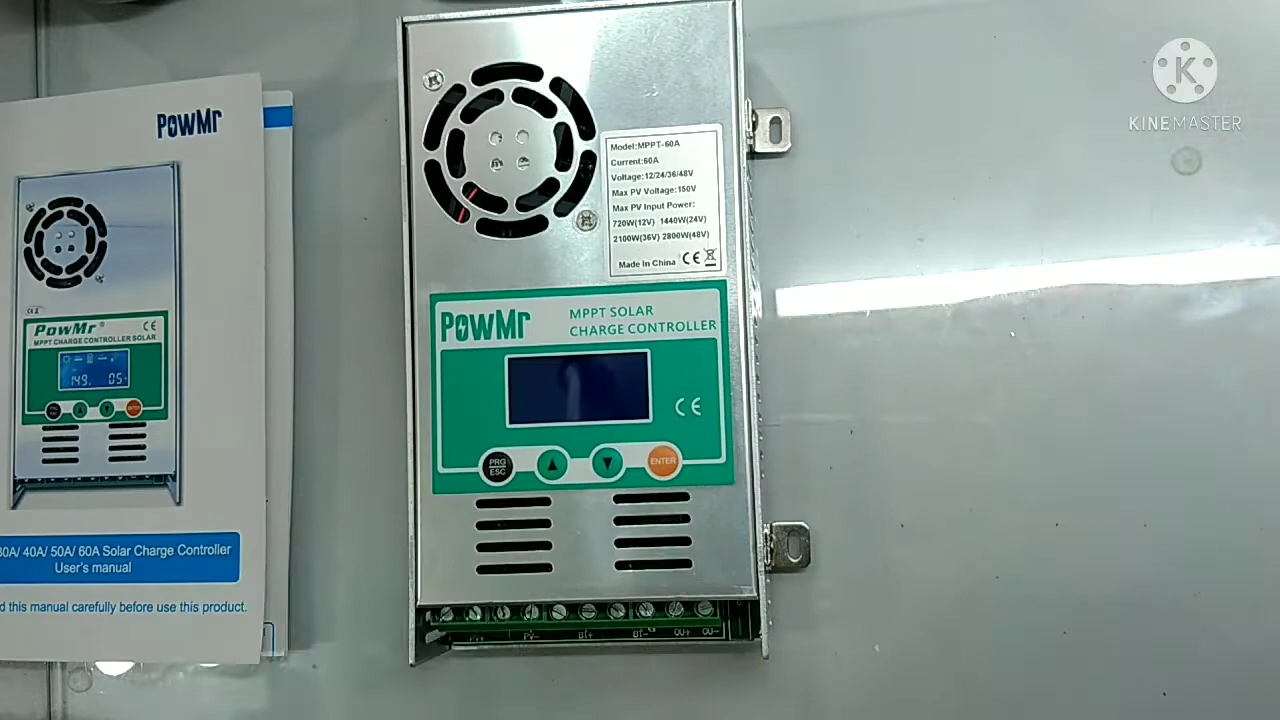 PowMr
PowMr®
MPPT CHARGE CONTROLLER SOLAR
149. 05
ENTER
30A/ 40A/ 50A/ 60A Solar Charge Controller
User's manual
d this manual carefully before use this product.
Model:MPPT-60A
Current:60A
Voltage:12/24/36/48V
Max PV Voltage:150V
Max PV Input Power:
720W(12V) 1440W(24V)
2100W(36V) 2800W(48V)
Made In China CE
PowMr
MPPT SOLAR
CHARGE CONTROLLER
CE
PRG
ESC
ENTER
PV+ PV- BT+ BT- OU+ OU-
K
KINEMASTER